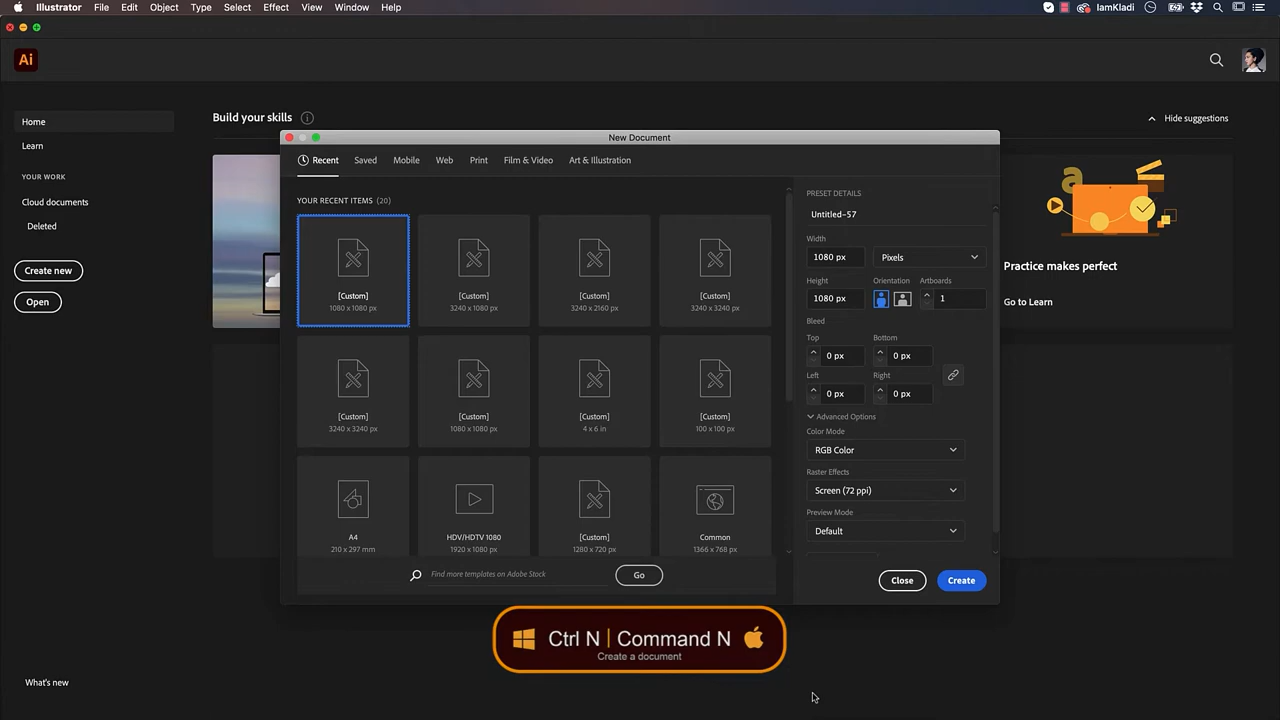 Illustrator File Edit Object Type Select Effect View Window Help
IamKladi
Ai
Home
Learn
YOUR WORK
Cloud documents
Deleted
Create new
Open
What's new
Build your skills
Hide suggestions
Practice makes perfect
Go to Learn
New Document
Recent Saved Mobile Web Print Film & Video Art & Illustration
YOUR RECENT ITEMS (20)
[Custom] [Custom] [Custom] [Custom]
1080 x 1080 px 3240 x 1080 px 3240 x 2160 px 3240 x 3240 px
[Custom] [Custom] [Custom] [Custom]
3240 x 3240 px 1080 x 1080 px 4 x 6 in 100 x 100 px
A4 HDV/HDTV 1080 [Custom] Common
210 x 297 mm 1920 x 1080 px 1280 x 720 px 1366 x 768 px
Find more templates on Adobe Stock Go
PRESET DETAILS
Untitled-57
Width
1080 px Pixels
Height Orientation Artboards
1080 px 1
Bleed
Top Bottom
0 px 0 px
Left Right
0 px 0 px
Advanced Options
Color Mode
RGB Color
Raster Effects
Screen (72 ppi)
Preview Mode
Default
Close Create
Ctrl N | Command N
Create a document